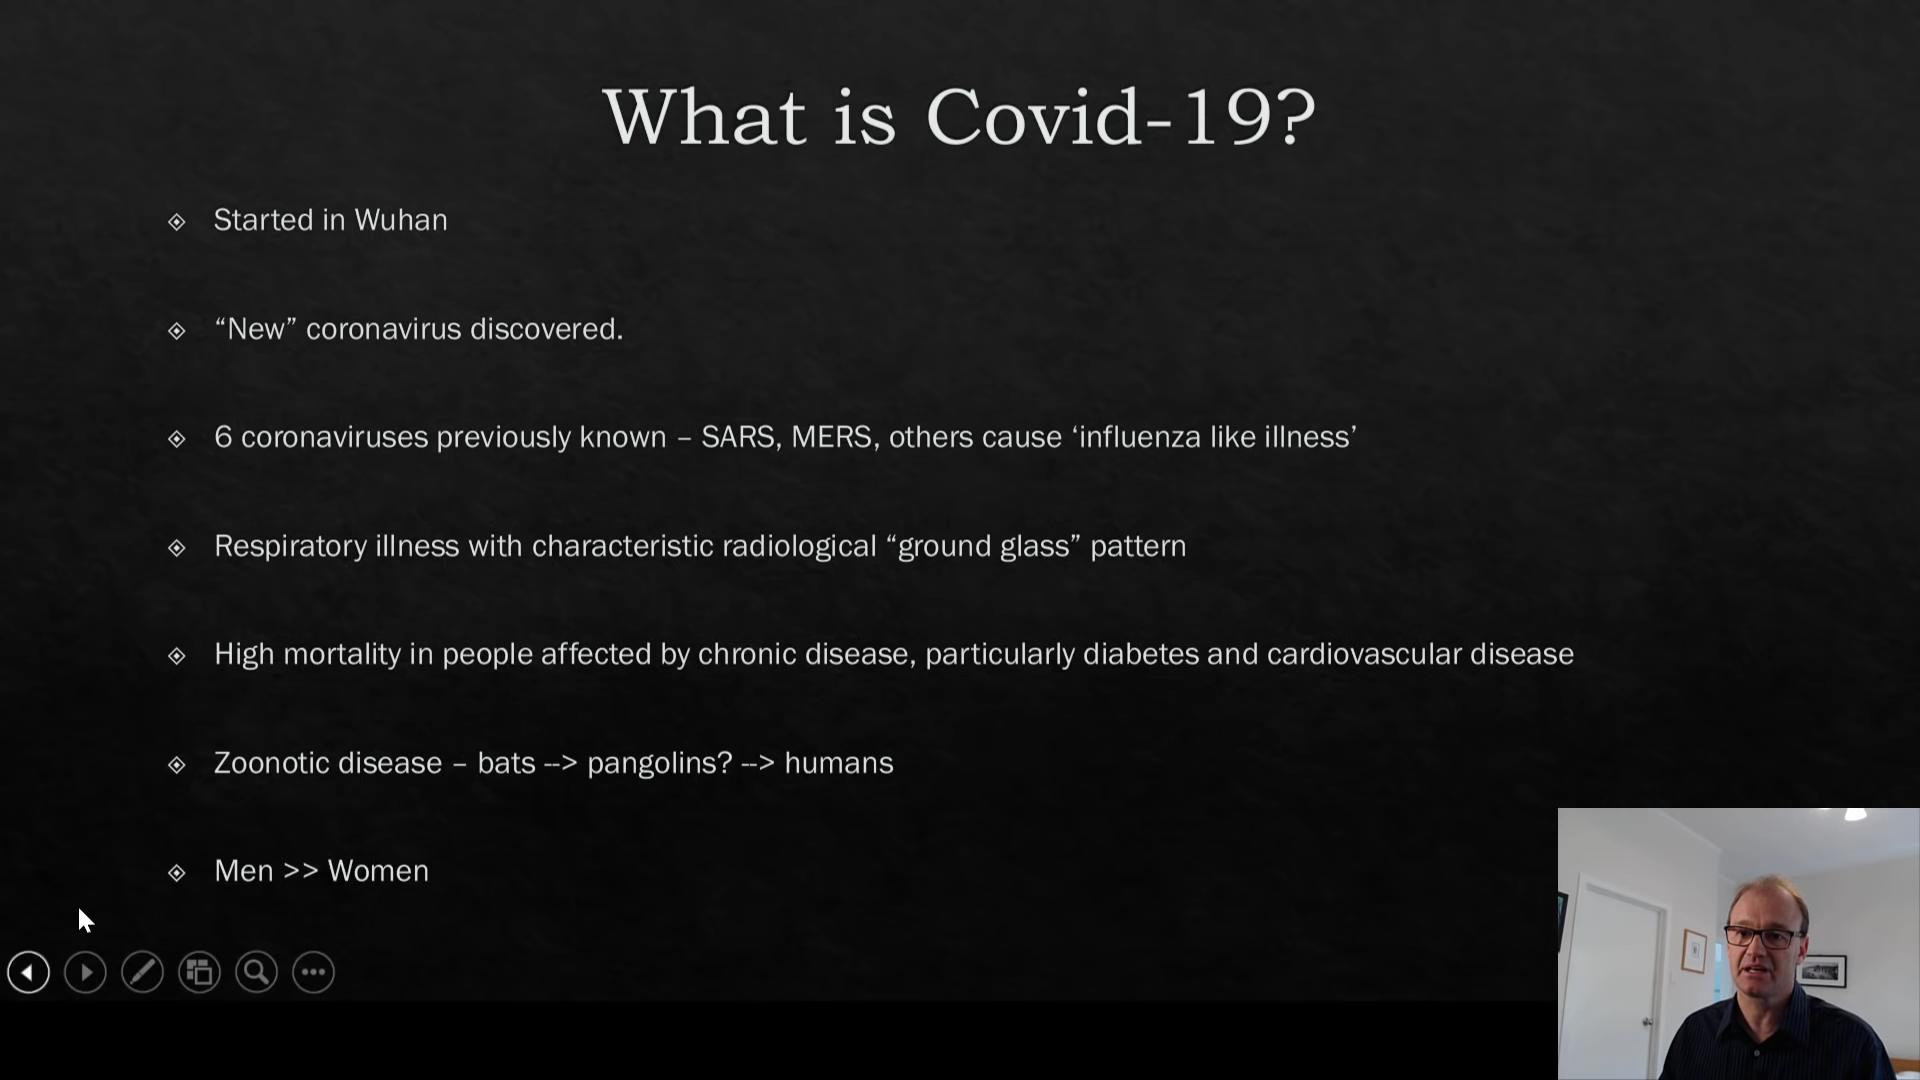 What is Covid-19?
Started in Wuhan
“New” coronavirus discovered.
6 coronaviruses previously known – SARS, MERS, others cause ‘influenza like illness’
Respiratory illness with characteristic radiological “ground glass” pattern
High mortality in people affected by chronic disease, particularly diabetes and cardiovascular disease
Zoonotic disease – bats --> pangolins? --> humans
Men >> Women